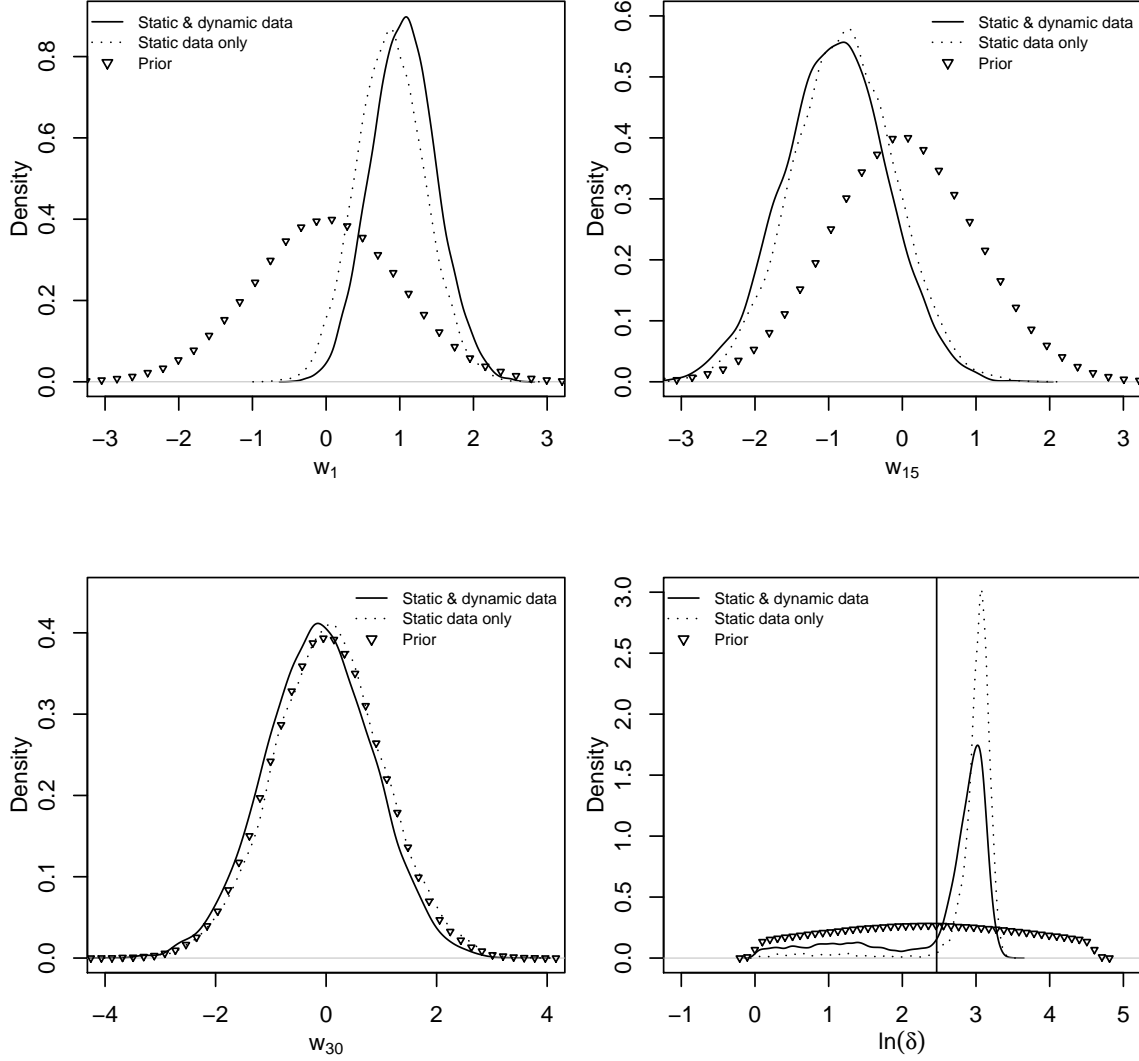 Static & dynamic data
Static data only
Prior
Density
0.0 0.2 0.4 0.6 0.8
−3 −2 −1 0 1 2 3
w1
Static & dynamic data
Static data only
Prior
Density
0.0 0.1 0.2 0.3 0.4 0.5 0.6
−3 −2 −1 0 1 2 3
w15
Static & dynamic data
Static data only
Prior
Density
0.0 0.1 0.2 0.3 0.4
−4 −2 0 2 4
w30
Static & dynamic data
Static data only
Prior
Density
0.0 0.5 1.0 1.5 2.0 2.5 3.0
−1 0 1 2 3 4 5
ln(δ)